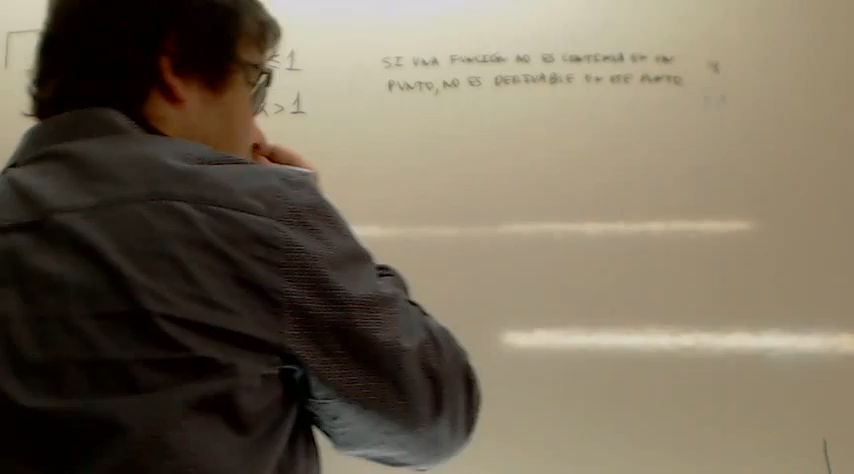 ≤1
SI UNA FUNCIÓN NO ES CONTINUA EN UN
PUNTO, NO ES DERIVABLE EN ESE PUNTO
>1